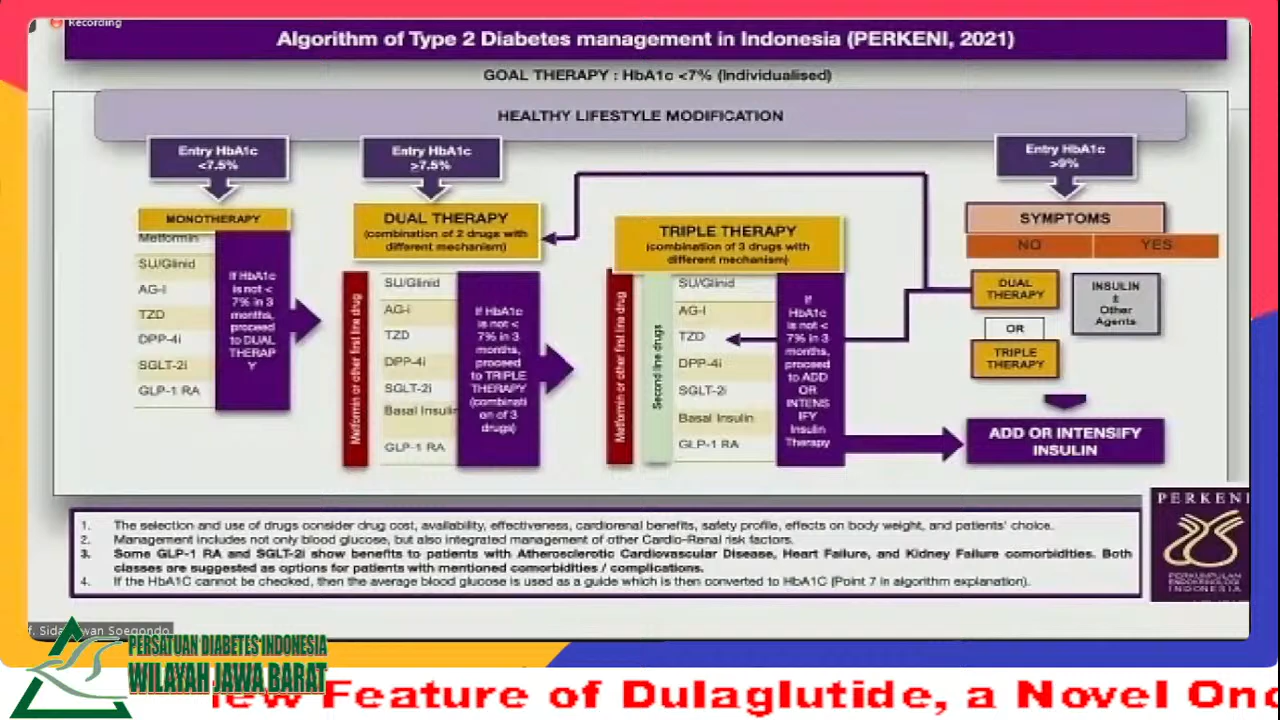 Recording
Algorithm of Type 2 Diabetes management in Indonesia (PERKENI, 2021)
GOAL THERAPY : HbA1c <7% (Individualised)
HEALTHY LIFESTYLE MODIFICATION
Entry HbA1c
<7.5%
MONOTHERAPY
Metformin
SU/Glinid
AG-I
TZD
DPP-4i
SGLT-2i
GLP-1 RA
If HbA1c
is not <
7% in 3
months,
proceed
to DUAL
THERAP
Y
Entry HbA1c
≥7.5%
DUAL THERAPY
(combination of 2 drugs with
different mechanism)
Metformin or other first line drug
SU/Glinid
AG-I
TZD
DPP-4i
SGLT-2i
Basal Insulin
GLP-1 RA
If HbA1c
is not <
7% in 3
months,
proceed
to TRIPLE
THERAPY
(combinati
on of 3
drugs)
TRIPLE THERAPY
(combination of 3 drugs with
different mechanism)
Metformin or other first line drug
Second line drugs
SU/Glinid
AG-I
TZD
DPP-4i
SGLT-2i
Basal Insulin
GLP-1 RA
If
HbA1c
is not <
7% in 3
months,
proceed
to ADD
OR
INTENS
IFY
Insulin
Therapy
Entry HbA1c
>9%
SYMPTOMS
NO YES
DUAL
THERAPY
OR
TRIPLE
THERAPY
INSULIN
±
Other
Agents
ADD OR INTENSIFY
INSULIN
1. The selection and use of drugs consider drug cost, availability, effectiveness, cardiorenal benefits, safety profile, effects on body weight, and patients' choice.
2. Management includes not only blood glucose, but also integrated management of other Cardio-Renal risk factors.
3. Some GLP-1 RA and SGLT-2i show benefits to patients with Atherosclerotic Cardiovascular Disease, Heart Failure, and Kidney Failure comorbidities. Both
classes are suggested as options for patients with mentioned comorbidities / complications.
4. If the HbA1C cannot be checked, then the average blood glucose is used as a guide which is then converted to HbA1C (Point 7 in algorithm explanation).
PERKENI
PERKUMPULAN
ENDOKRINOLOGI
INDONESIA
Soegondo
PERSATUAN DIABETES INDONESIA
WILAYAH JAWA BARAT
ew Feature of Dulaglutide, a Novel Onc